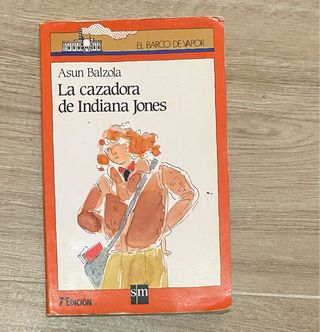 EL BARCO DE VAPOR
Asun Balzola
La cazadora
de Indiana Jones
7ª EDICIÓN
sm